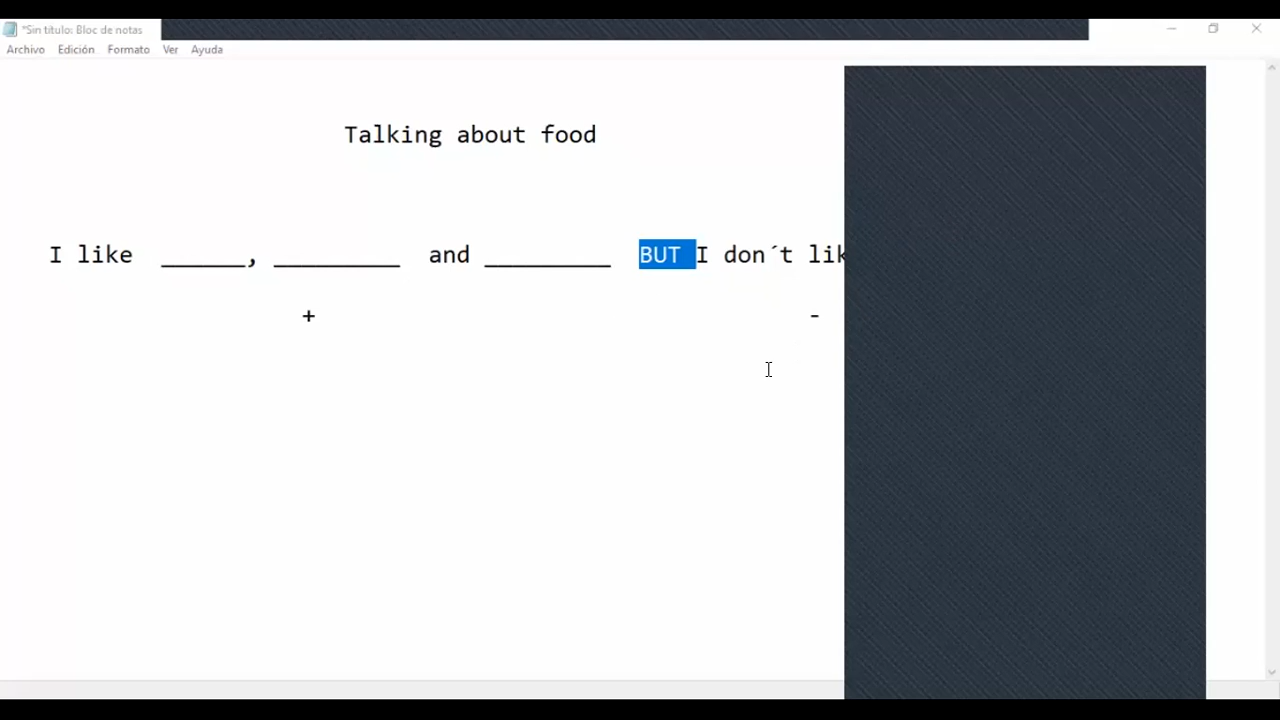 *Sin título: Bloc de notas
Archivo Edición Formato Ver Ayuda
Talking about food
I like ______, _________ and _________ BUT I don´t lik
+ -